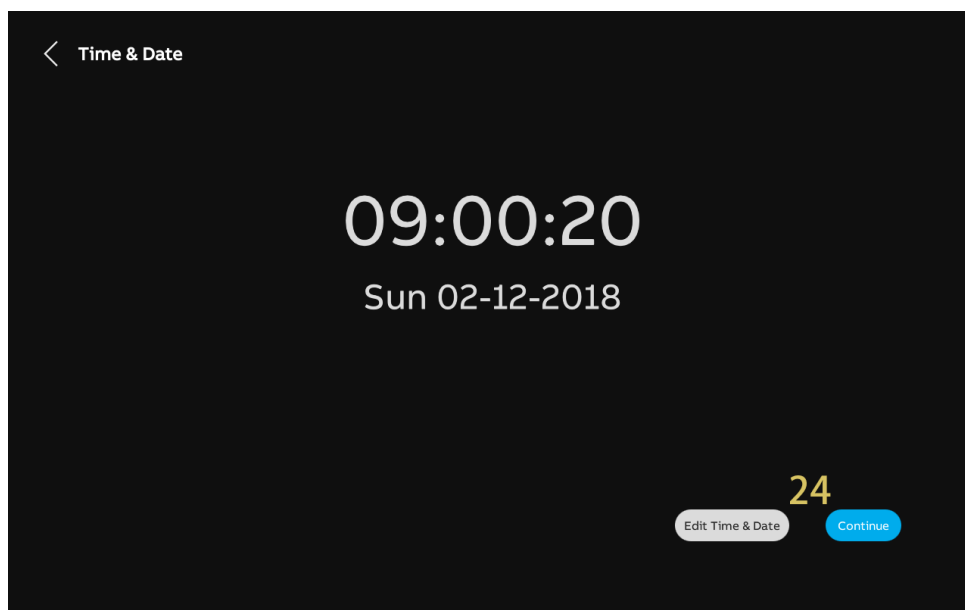 Time & Date
09:00:20
Sun 02-12-2018
24
Edit Time & Date
Continue